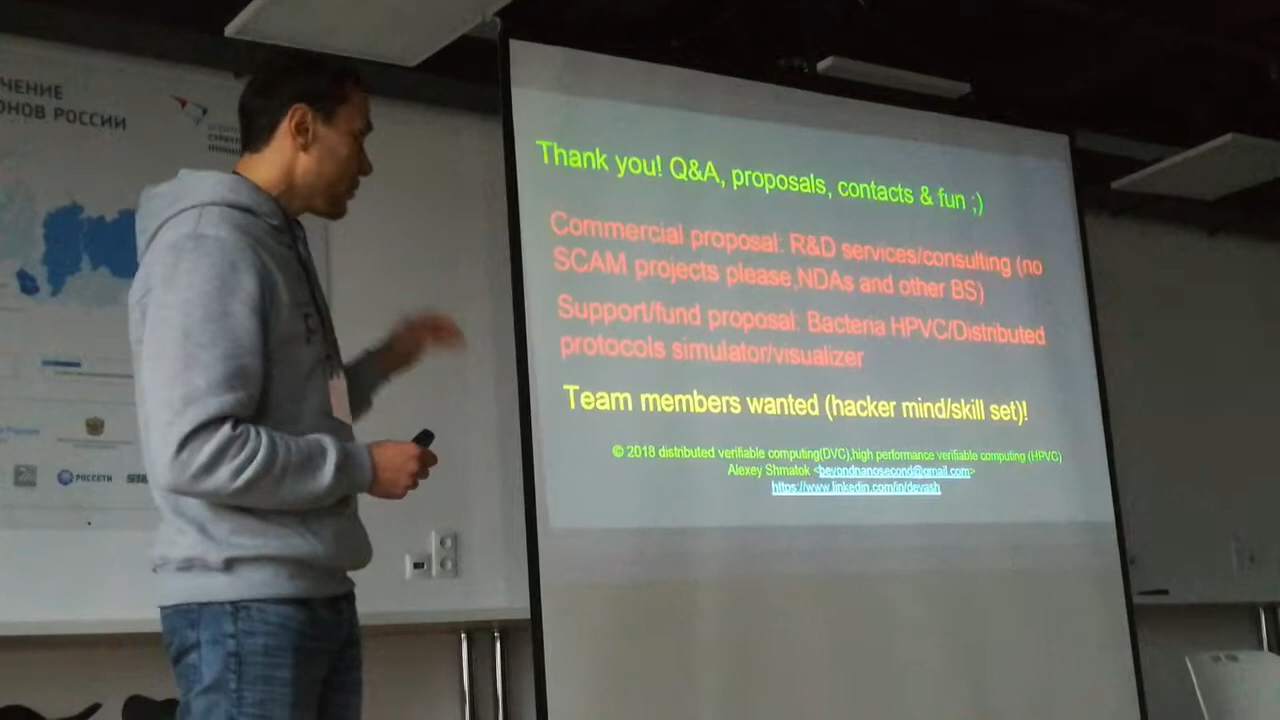 ЧЕНИЕ
ОНОВ РОССИИ
Thank you! Q&A, proposals, contacts & fun ;)
Commercial proposal: R&D services/consulting (no
SCAM projects please,NDAs and other BS)
Support/fund proposal: Bacteria HPVC/Distributed
protocols simulator/visualizer
Team members wanted (hacker mind/skill set)!
© 2018 distributed verifiable computing(DVC),high performance verifiable computing (HPVC)
Alexey Shmatok <beyondnanosecond@gmail.com>
https://www.linkedin.com/in/devash
РОССЕТИ